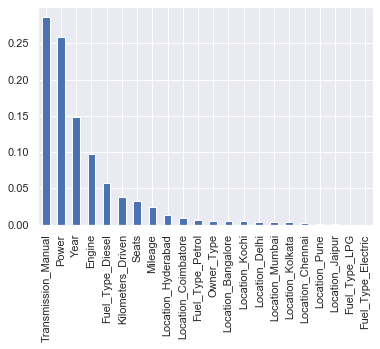 0.25
0.20
0.15
0.10
0.05
0.00
Transmission_Manual
Power
Year
Engine
Fuel_Type_Diesel
Kilometers_Driven
Seats
Mileage
Location_Hyderabad
Location_Coimbatore
Fuel_Type_Petrol
Owner_Type
Location_Bangalore
Location_Kochi
Location_Delhi
Location_Mumbai
Location_Kolkata
Location_Chennai
Location_Pune
Location_Jaipur
Fuel_Type_LPG
Fuel_Type_Electric